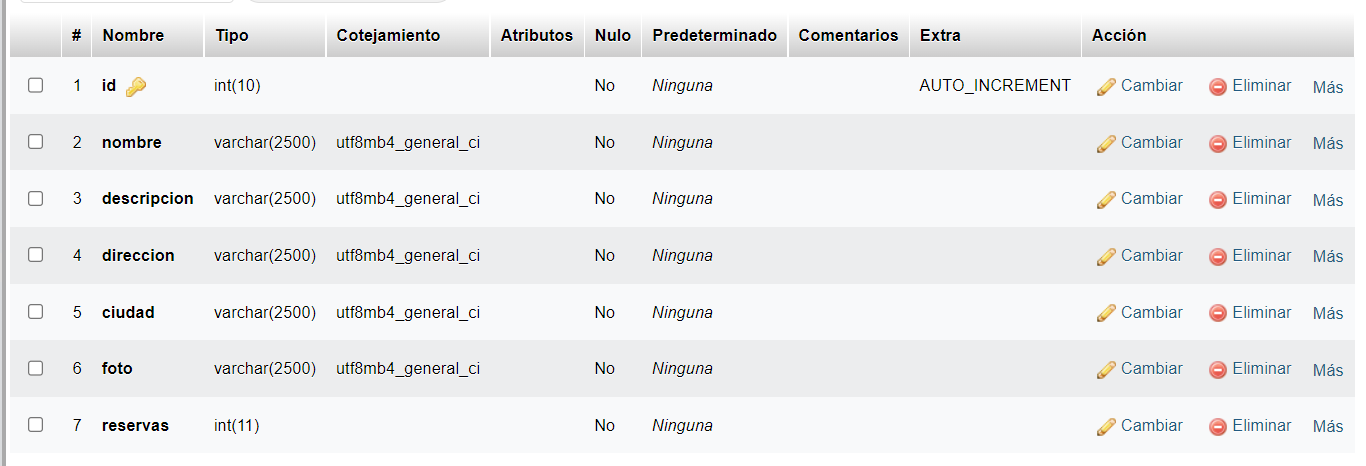 # Nombre Tipo Cotejamiento Atributos Nulo Predeterminado Comentarios Extra Acción
1 id int(10) No Ninguna AUTO_INCREMENT Cambiar Eliminar Más
2 nombre varchar(2500) utf8mb4_general_ci No Ninguna Cambiar Eliminar Más
3 descripcion varchar(2500) utf8mb4_general_ci No Ninguna Cambiar Eliminar Más
4 direccion varchar(2500) utf8mb4_general_ci No Ninguna Cambiar Eliminar Más
5 ciudad varchar(2500) utf8mb4_general_ci No Ninguna Cambiar Eliminar Más
6 foto varchar(2500) utf8mb4_general_ci No Ninguna Cambiar Eliminar Más
7 reservas int(11) No Ninguna Cambiar Eliminar Más